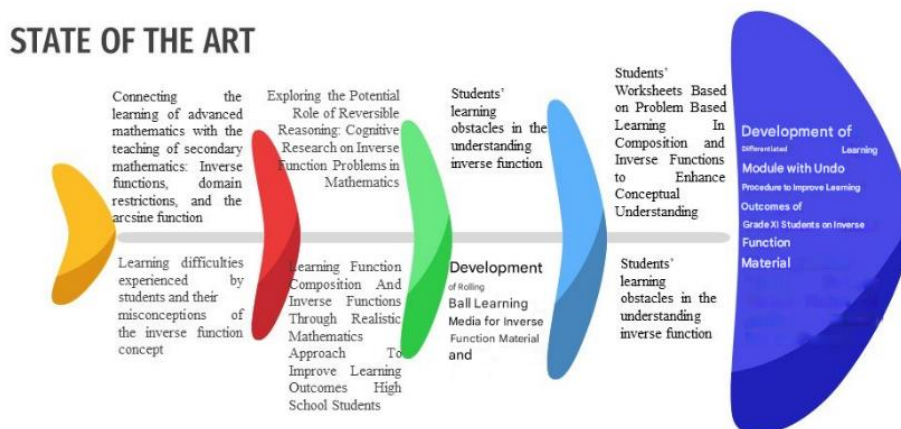 STATE OF THE ART
Connecting the
learning of advanced
mathematics with the
teaching of secondary
mathematics: Inverse
functions, domain
restrictions, and the
arcsine function
Learning difficulties
experienced by
students and their
misconceptions of
the inverse function
concept
Exploring the Potential
Role of Reversible
Reasoning: Cognitive
Research on Inverse
Function Problems in
Mathematics
Learning Function
Composition And
Inverse Functions
Through Realistic
Mathematics
Approach To
Improve Learning
Outcomes High
School Students
Students'
learning
obstacles in the
understanding
inverse function
Development
of Rolling
Ball Learning
Media for Inverse
Function Material
and
Students'
Worksheets Based
on Problem Based
Learning In
Composition and
Inverse Functions
to Enhance
Conceptual
Understanding
Students'
learning
obstacles in the
understanding
inverse function
Development of
Differentiated Learning
Module with Undo
Procedure to Improve Learning
Outcomes of
Grade XI Students on Inverse
Function
Material